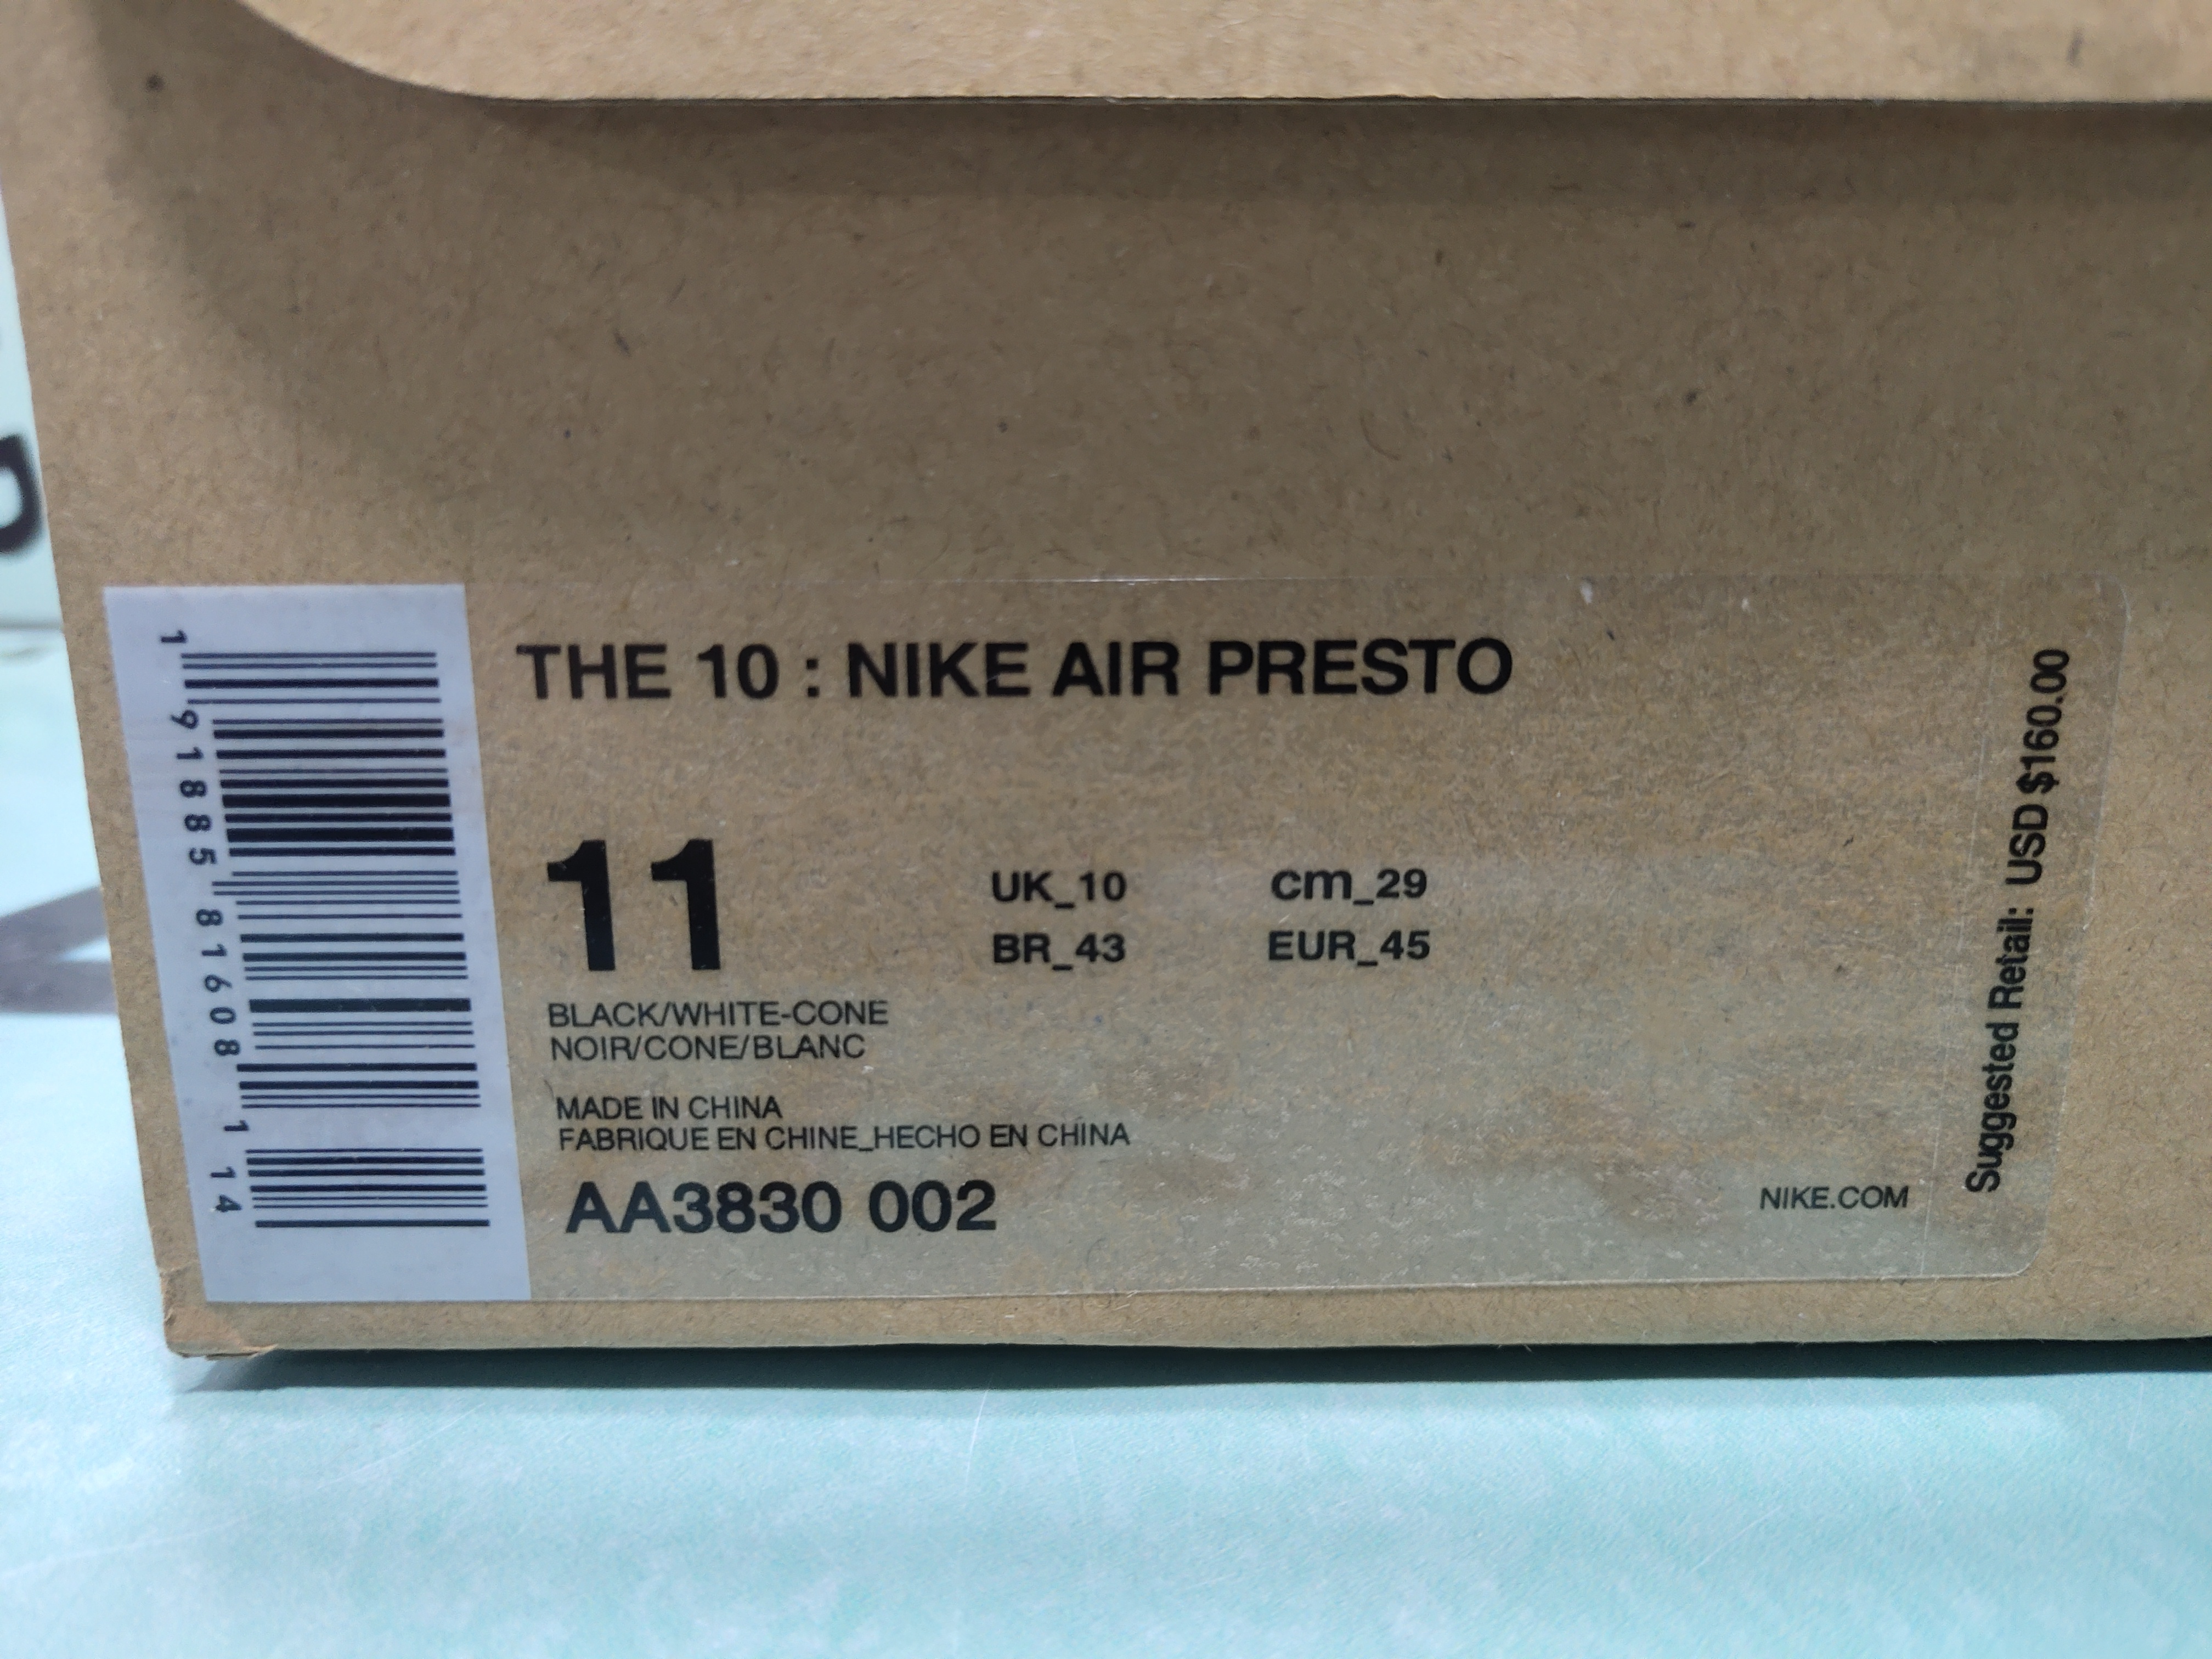 1 91885 81608 1 14
THE 10 : NIKE AIR PRESTO
11
UK_10 cm_29
BR_43 EUR_45
BLACK/WHITE-CONE
NOIR/CONE/BLANC
MADE IN CHINA
FABRIQUE EN CHINE_HECHO EN CHINA
AA3830 002
NIKE.COM
Suggested Retail: USD $160.00